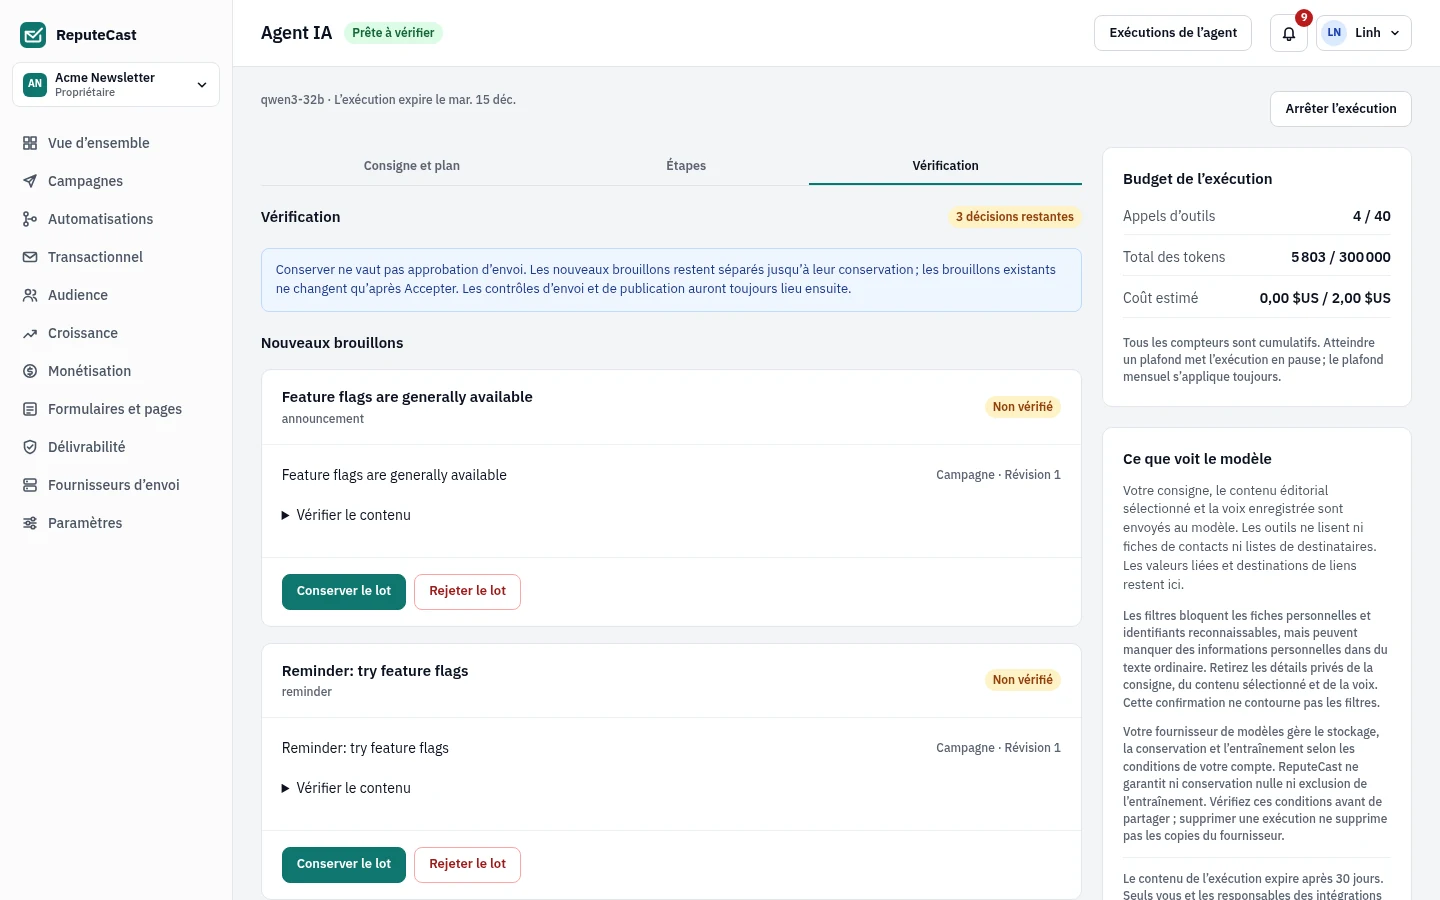 ReputeCast
AN
Acme Newsletter
Propriétaire
Vue d’ensemble
Campagnes
Automatisations
Transactionnel
Audience
Croissance
Monétisation
Formulaires et pages
Délivrabilité
Fournisseurs d’envoi
Paramètres
Agent IA
Prête à vérifier
Exécutions de l’agent
9
LN
Linh
qwen3-32b · L’exécution expire le mar. 15 déc.
Arrêter l’exécution
Consigne et plan
Étapes
Vérification
Vérification
3 décisions restantes
Conserver ne vaut pas approbation d’envoi. Les nouveaux brouillons restent séparés jusqu’à leur conservation ; les brouillons existants
ne changent qu’après Accepter. Les contrôles d’envoi et de publication auront toujours lieu ensuite.
Nouveaux brouillons
Feature flags are generally available
announcement
Non vérifié
Feature flags are generally available
Campagne · Révision 1
Vérifier le contenu
Conserver le lot
Rejeter le lot
Reminder: try feature flags
reminder
Non vérifié
Reminder: try feature flags
Campagne · Révision 1
Vérifier le contenu
Conserver le lot
Rejeter le lot
Budget de l’exécution
Appels d’outils
4 / 40
Total des tokens
5 803 / 300 000
Coût estimé
0,00 $US / 2,00 $US
Tous les compteurs sont cumulatifs. Atteindre
un plafond met l’exécution en pause ; le plafond
mensuel s’applique toujours.
Ce que voit le modèle
Votre consigne, le contenu éditorial
sélectionné et la voix enregistrée sont
envoyés au modèle. Les outils ne lisent ni
fiches de contacts ni listes de destinataires.
Les valeurs liées et destinations de liens
restent ici.
Les filtres bloquent les fiches personnelles et
identifiants reconnaissables, mais peuvent
manquer des informations personnelles dans du
texte ordinaire. Retirez les détails privés de la
consigne, du contenu sélectionné et de la voix.
Cette confirmation ne contourne pas les filtres.
Votre fournisseur de modèles gère le stockage,
la conservation et l’entraînement selon les
conditions de votre compte. ReputeCast ne
garantit ni conservation nulle ni exclusion de
l’entraînement. Vérifiez ces conditions avant de
partager ; supprimer une exécution ne supprime
pas les copies du fournisseur.
Le contenu de l’exécution expire après 30 jours.
Seuls vous et les responsables des intégrations